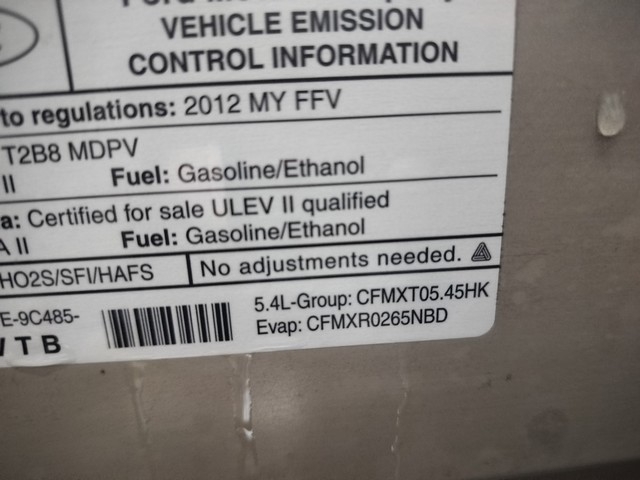 VEHICLE EMISSION
CONTROL INFORMATION
to regulations: 2012 MY FFV
T2B8 MDPV
II Fuel: Gasoline/Ethanol
a: Certified for sale ULEV II qualified
A II Fuel: Gasoline/Ethanol
HO2S/SFI/HAFS No adjustments needed.
E-9C485- 5.4L-Group: CFMXT05.45HK
TB Evap: CFMXR0265NBD